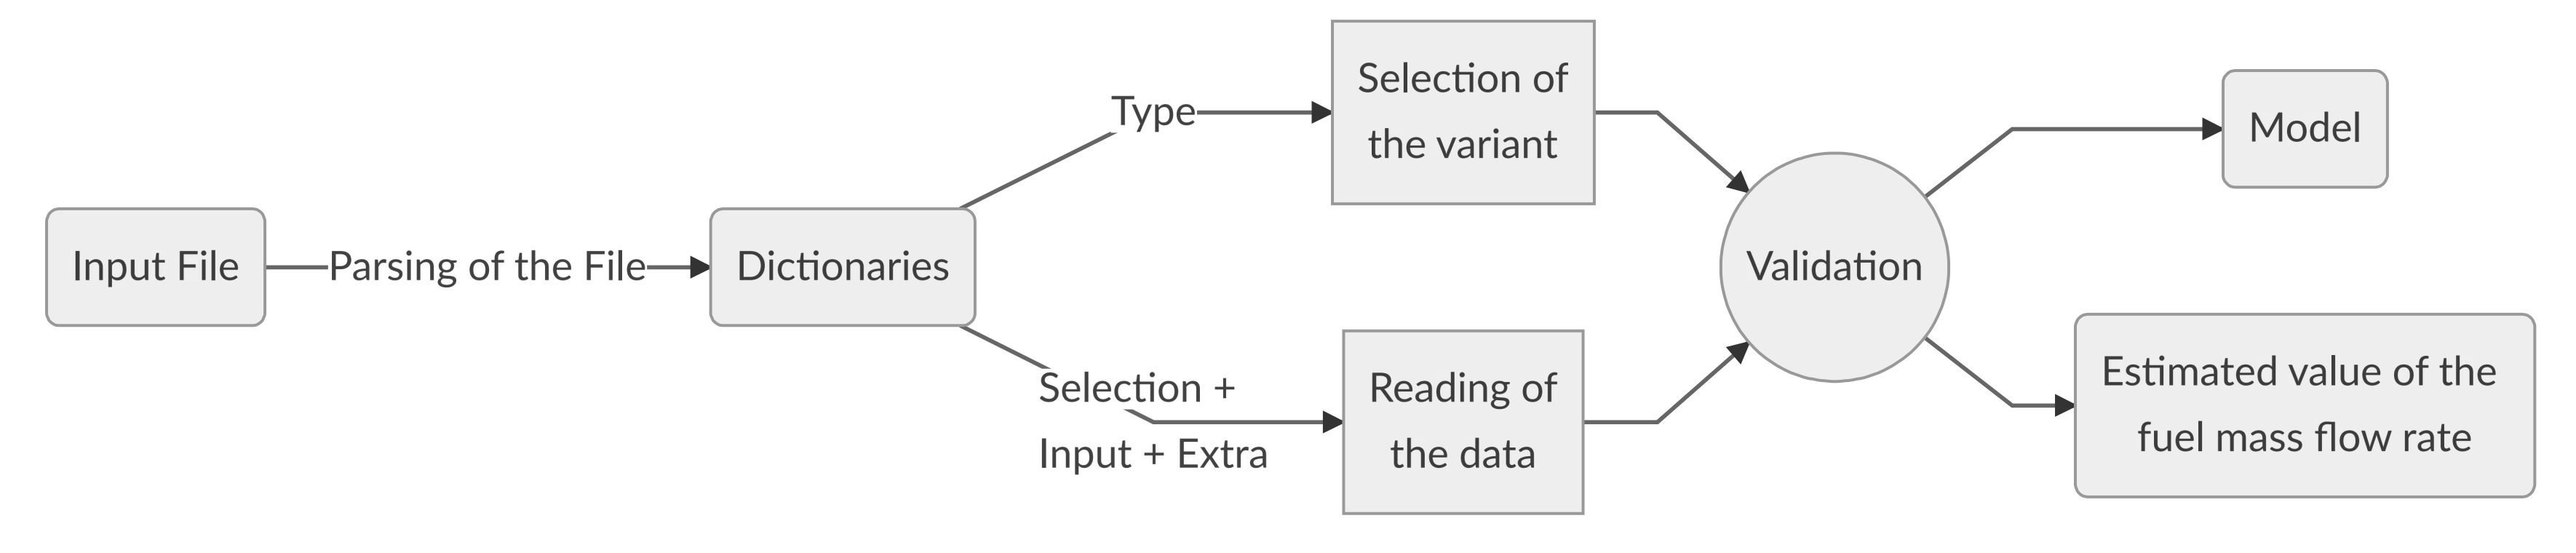 Input File
Parsing of the File
Dictionaries
Type
Selection +
Input + Extra
Selection of
the variant
Reading of
the data
Validation
Model
Estimated value of the
fuel mass flow rate